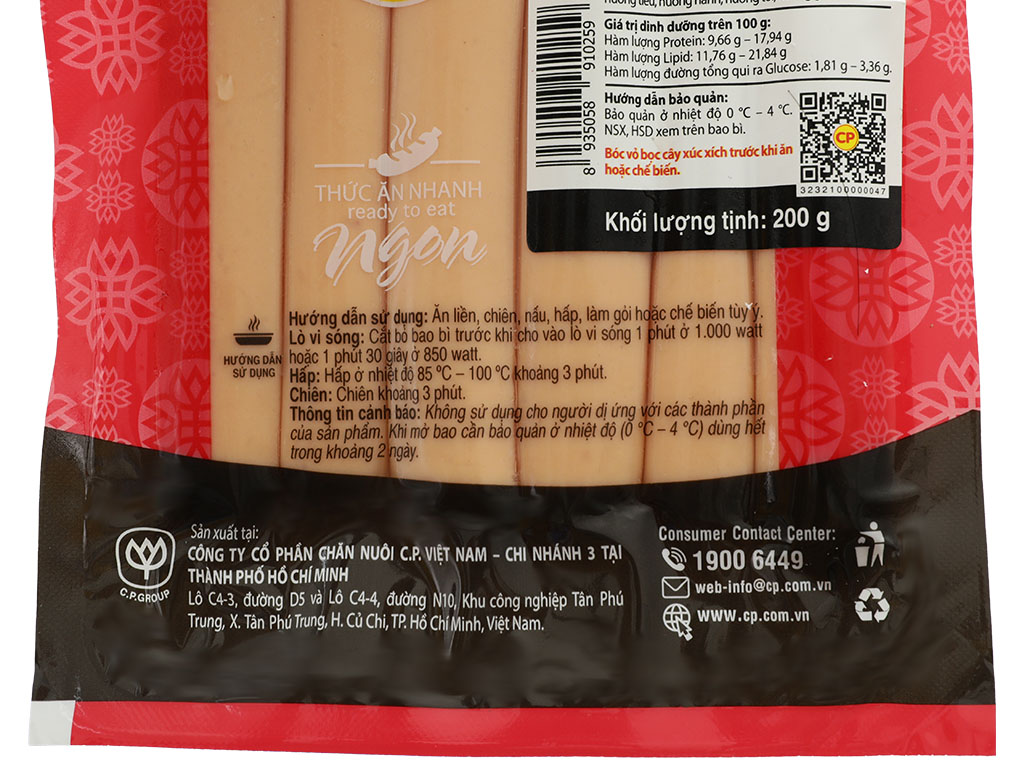 Giá trị dinh dưỡng trên 100 g:
Hàm lượng Protein: 9,66 g – 17,94 g
Hàm lượng Lipid: 11,76 g – 21,84 g
Hàm lượng đường tổng qui ra Glucose: 1,81 g – 3,36 g.
Hướng dẫn bảo quản:
Bảo quản ở nhiệt độ 0 ºC – 4 ºC.
NSX, HSD xem trên bao bì.
Bóc vỏ bọc cây xúc xích trước khi ăn
hoặc chế biến.
8 935058 910259
CP
3232100000047
Khối lượng tịnh: 200 g
THỨC ĂN NHANH
ready to eat
Ngon
HƯỚNG DẪN
SỬ DỤNG
Hướng dẫn sử dụng: Ăn liền, chiên, nấu, hấp, làm gỏi hoặc chế biến tùy ý.
Lò vi sóng: Cắt bỏ bao bì trước khi cho vào lò vi sóng 1 phút ở 1.000 watt
hoặc 1 phút 30 giây ở 850 watt.
Hấp: Hấp ở nhiệt độ 85 ºC – 100 ºC khoảng 3 phút.
Chiên: Chiên khoảng 3 phút.
Thông tin cảnh báo: Không sử dụng cho người dị ứng với các thành phần
của sản phẩm. Khi mở bao cần bảo quản ở nhiệt độ (0 ºC – 4 ºC) dùng hết
trong khoảng 2 ngày.
C.P.GROUP
Sản xuất tại:
CÔNG TY CỔ PHẦN CHĂN NUÔI C.P. VIỆT NAM – CHI NHÁNH 3 TẠI
THÀNH PHỐ HỒ CHÍ MINH
Lô C4-3, đường D5 và Lô C4-4, đường N10, Khu công nghiệp Tân Phú
Trung, X. Tân Phú Trung, H. Củ Chi, TP. Hồ Chí Minh, Việt Nam.
Consumer Contact Center:
1900 6449
web-info@cp.com.vn
www.cp.com.vn